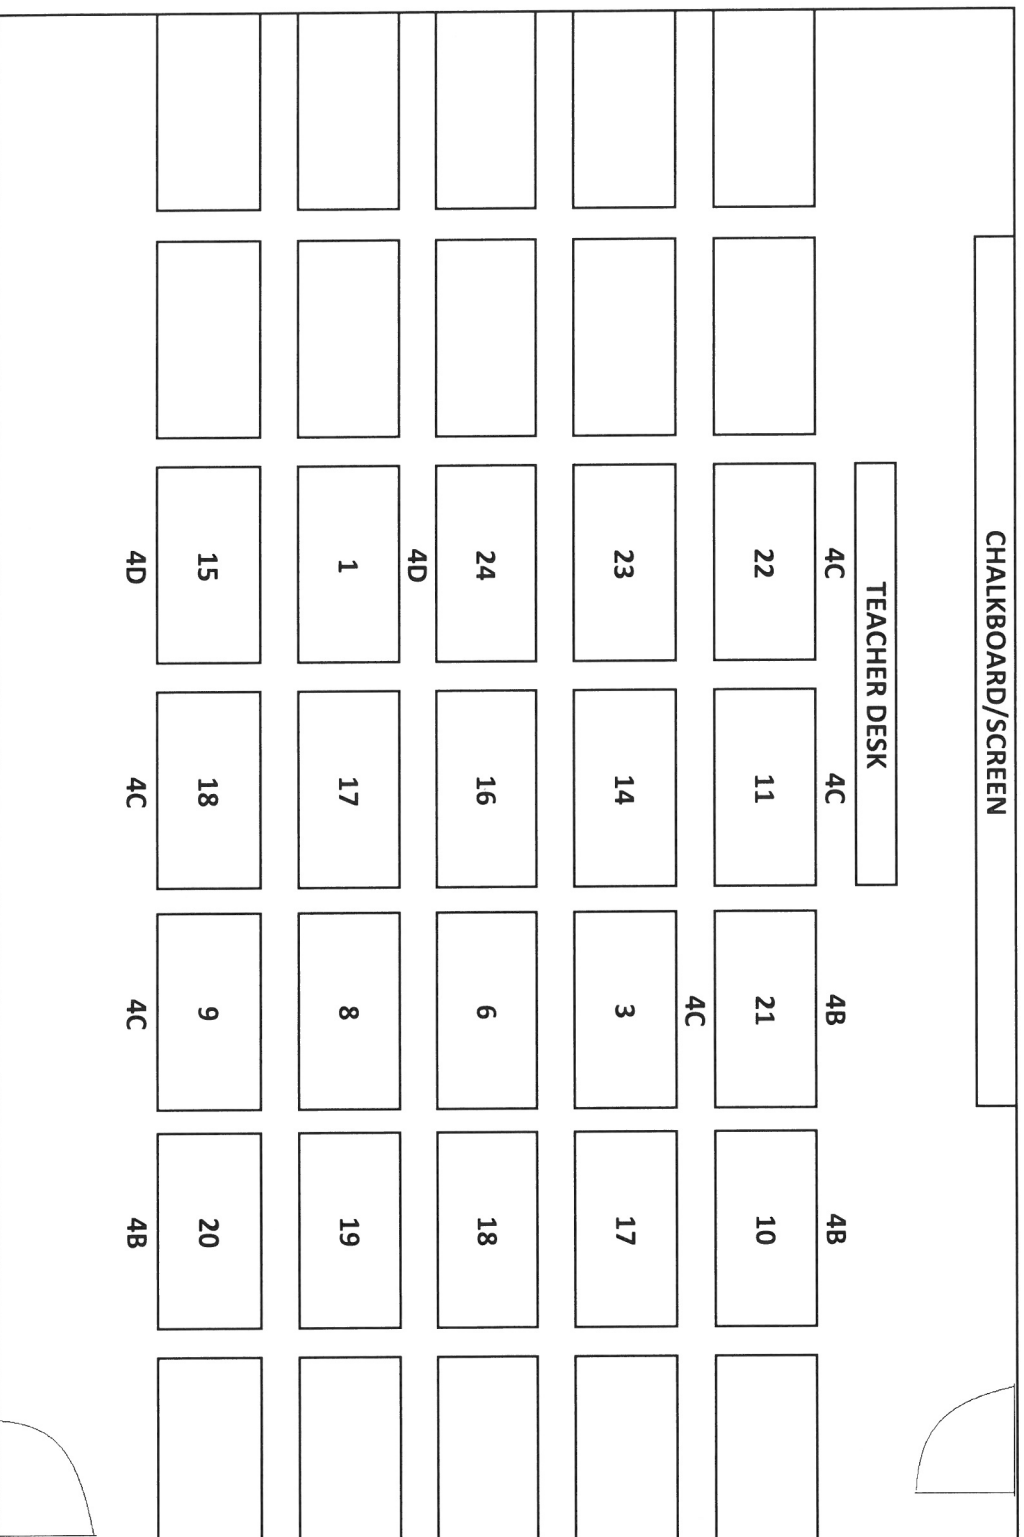 CHALKBOARD/SCREEN
TEACHER DESK
4C 4C 4B 4B
22 11 21 10
4C
23 14 3 17
24 16 6 18
4D
1 17 8 19
15 18 9 20
4D 4C 4C 4B